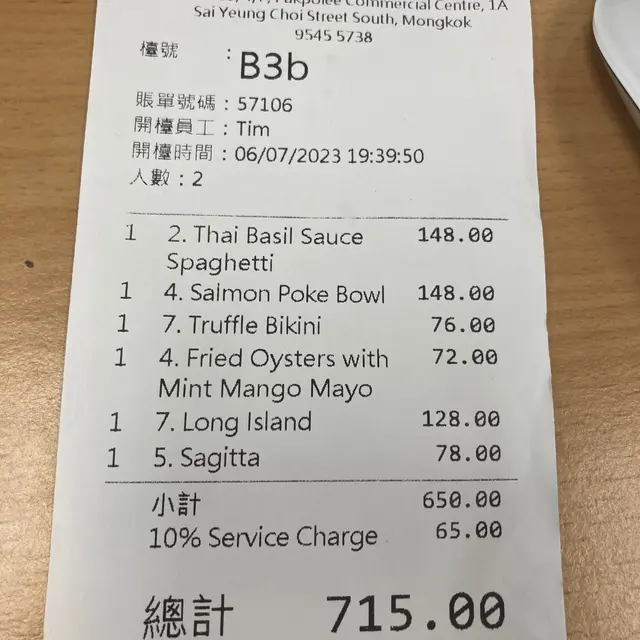 Commercial Centre, 1A
Sai Yeung Choi Street South, Mongkok
9545 5738
檯號 : B3b
賬單號碼 : 57106
開檯員工 : Tim
開檯時間 : 06/07/2023 19:39:50
人數 : 2
1 2. Thai Basil Sauce 148.00
Spaghetti
1 4. Salmon Poke Bowl 148.00
1 7. Truffle Bikini 76.00
1 4. Fried Oysters with 72.00
Mint Mango Mayo
1 7. Long Island 128.00
1 5. Sagitta 78.00
小計 650.00
10% Service Charge 65.00
總計 715.00